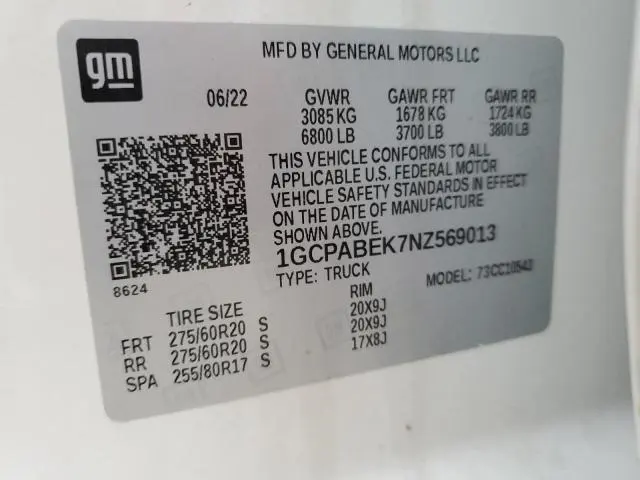 gm
MFD BY GENERAL MOTORS LLC
06/22 GVWR GAWR FRT GAWR RR
3085 KG 1678 KG 1724 KG
6800 LB 3700 LB 3800 LB
THIS VEHICLE CONFORMS TO ALL
APPLICABLE U.S. FEDERAL MOTOR
VEHICLE SAFETY STANDARDS IN EFFECT
ON THE DATE OF MANUFACTURE
SHOWN ABOVE.
1GCPABEK7NZ569013
8624
TYPE: TRUCK MODEL: 73CC10543
TIRE SIZE RIM
FRT 275/60R20 S 20X9J
RR 275/60R20 S 20X9J
SPA 255/80R17 S 17X8J